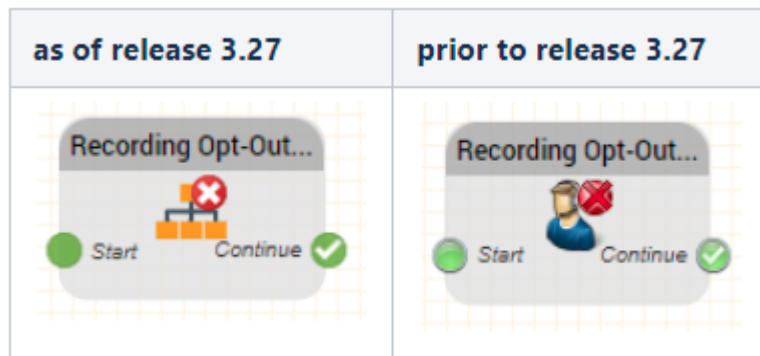 as of release 3.27
prior to release 3.27
Recording Opt-Out...
Start
Continue
Recording Opt-Out...
Start
Continue